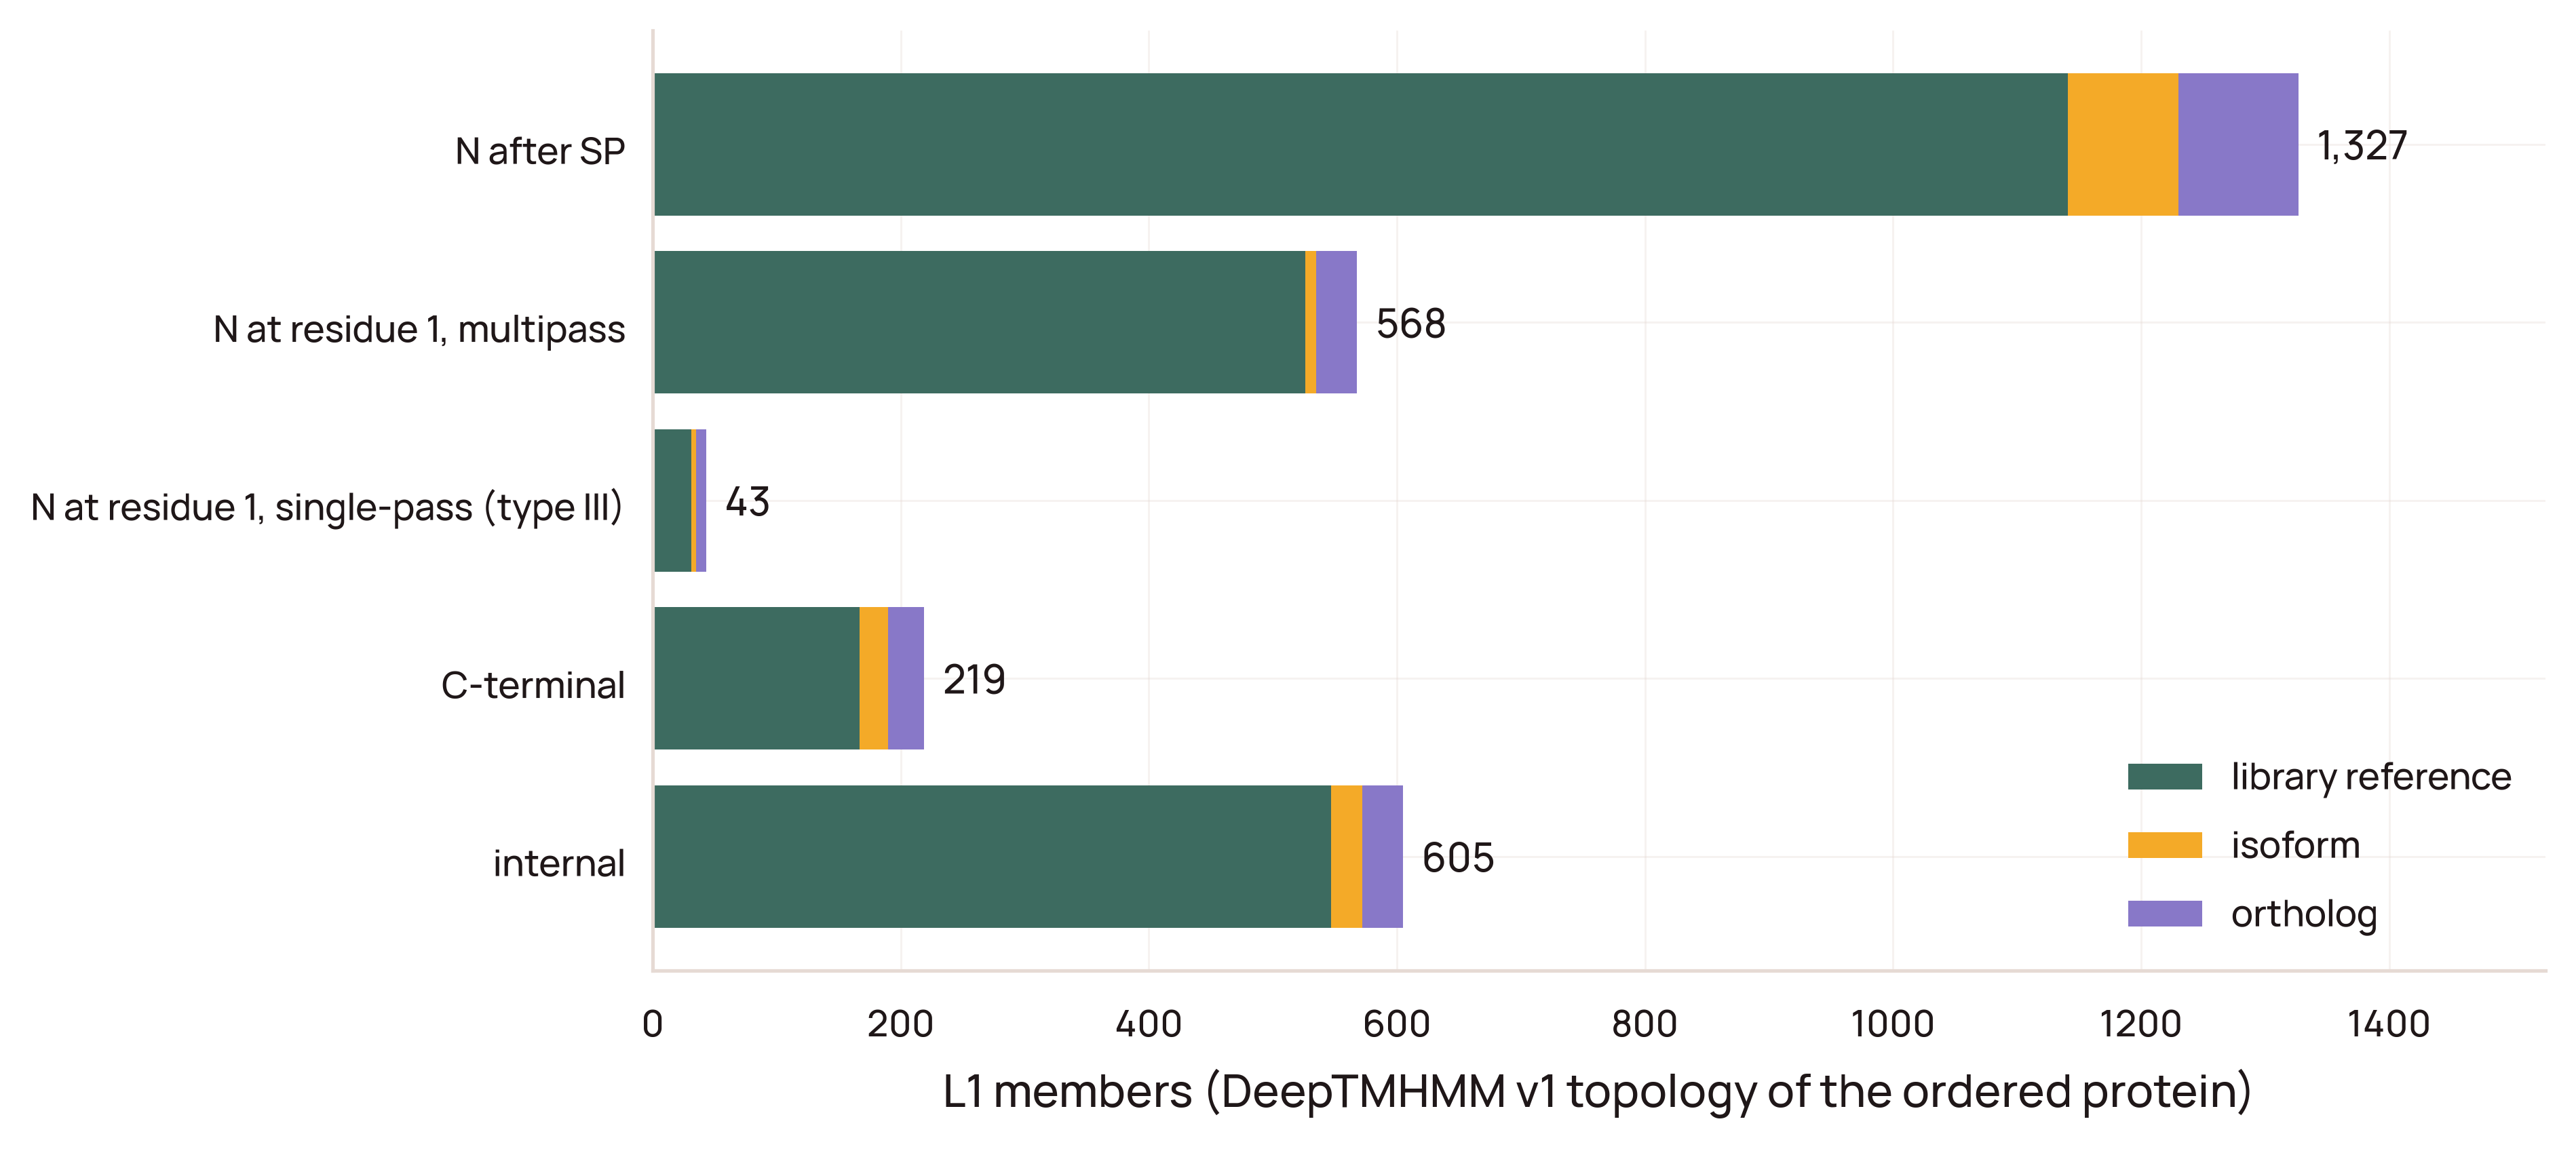 N after SP
1,327
N at residue 1, multipass
568
N at residue 1, single-pass (type III)
43
C-terminal
219
internal
605
library reference
isoform
ortholog
0 200 400 600 800 1000 1200 1400
L1 members (DeepTMHMM v1 topology of the ordered protein)